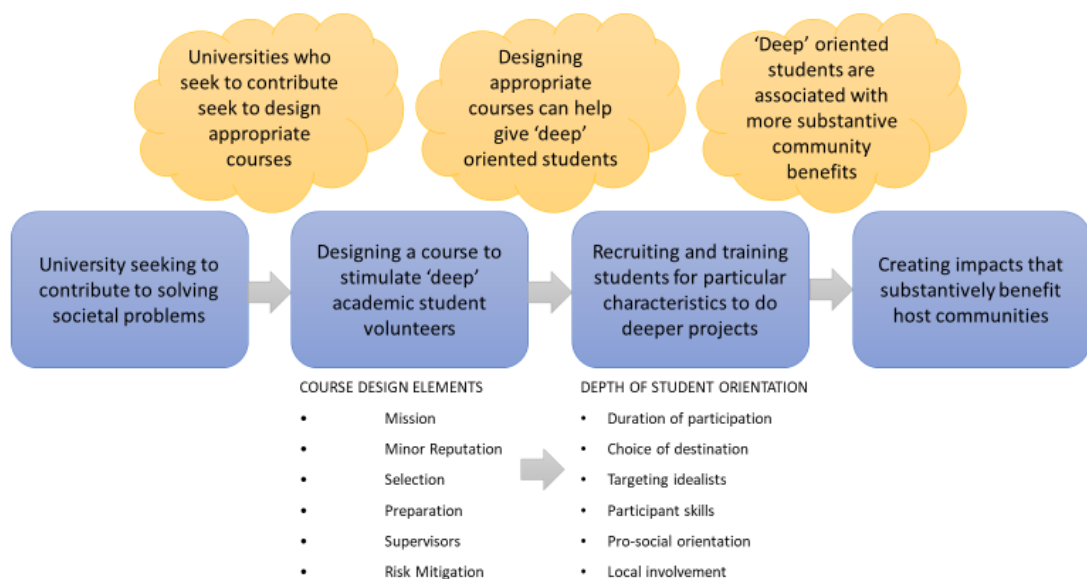 Universities who
seek to contribute
seek to design
appropriate
courses
Designing
appropriate
courses can help
give ‘deep’
oriented students
‘Deep’ oriented
students are
associated with
more substantive
community
benefits
University seeking to
contribute to solving
societal problems
Designing a course to
stimulate ‘deep’
academic student
volunteers
Recruiting and training
students for particular
characteristics to do
deeper projects
Creating impacts that
substantively benefit
host communities
COURSE DESIGN ELEMENTS
• Mission
• Minor Reputation
• Selection
• Preparation
• Supervisors
• Risk Mitigation
DEPTH OF STUDENT ORIENTATION
• Duration of participation
• Choice of destination
• Targeting idealists
• Participant skills
• Pro-social orientation
• Local involvement